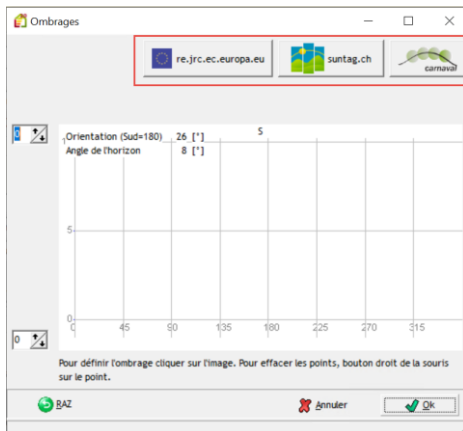 Ombrages
re.jrc.ec.europa.eu
suntag.ch
carnaval
0
Orientation (Sud=180) 26 [°]
S
Angle de l'horizon 8 [°]
5
0
0 45 90 135 180 225 270 315
0
Pour définir l'ombrage cliquer sur l'image. Pour effacer les points, bouton droit de la souris
sur le point.
RAZ
Annuler
Ok